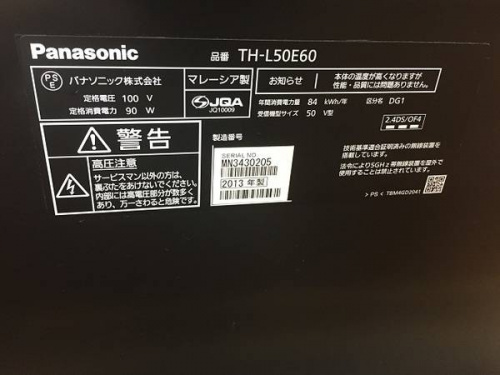 Panasonic
品番 TH-L50E60
PSE
パナソニック株式会社
マレーシア製
定格電圧 100 V
定格消費電力 90 W
JQA
JQ10009
お知らせ
本体の温度が高くなりますが
性能・品質には問題ありません。
年間消費電力量 84 kWh/年 区分名 DG1
受信機型サイズ 50 V型
2.4DS/OF4
警告
高圧注意
サービスマン以外の方は、
裏ぶたをあけないでください。
内部には高電圧部分が数多く
あり、万一さわると危険です。
製造番号
SERIAL NO.
MN3430205
2013 年製
技術基準適合証明済みの無線装置を
搭載しています。
法令により5GHz帯無線装置を屋外で
使用することは禁止されています。
> PS < TBM4GD2041